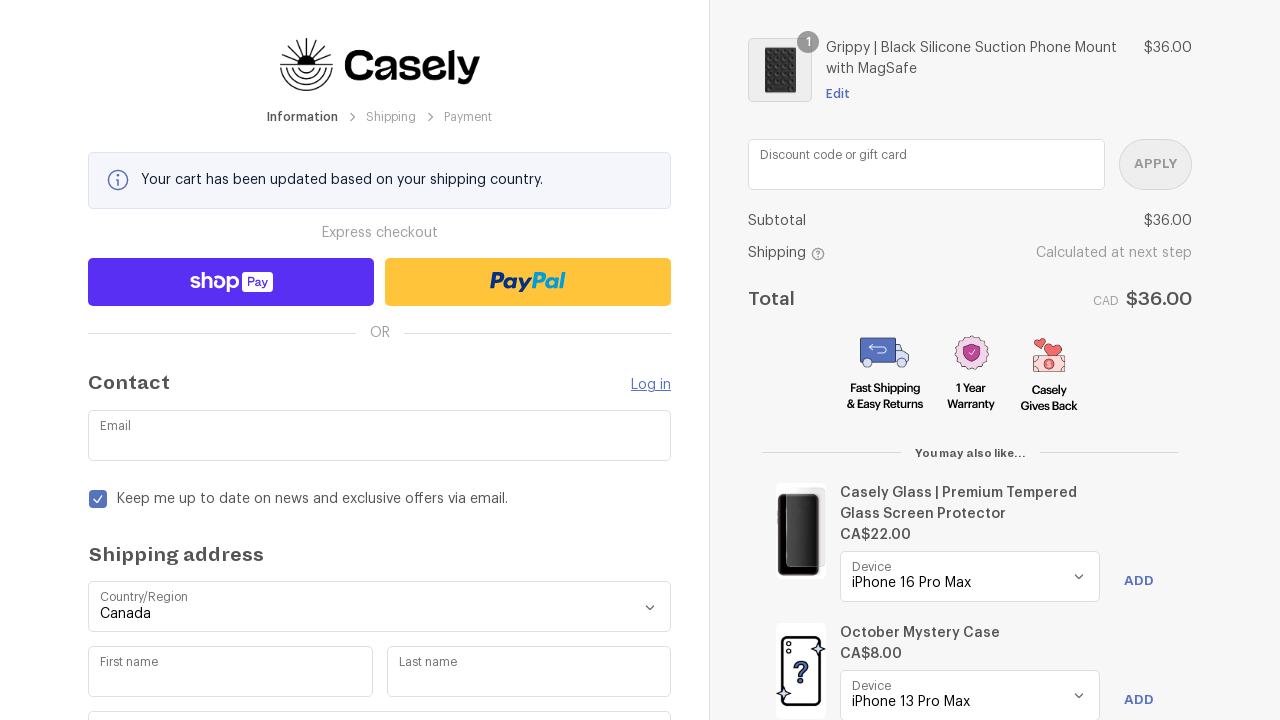 Casely
Information
Shipping
Payment
Your cart has been updated based on your shipping country.
Express checkout
shop Pay
PayPal
OR
Contact
Log in
Email
Keep me up to date on news and exclusive offers via email.
Shipping address
Country/Region
Canada
First name
Last name
1
Grippy | Black Silicone Suction Phone Mount
with MagSafe
$36.00
Edit
Discount code or gift card
APPLY
Subtotal
$36.00
Shipping
Calculated at next step
Total
CAD $36.00
Fast Shipping
& Easy Returns
1 Year
Warranty
Casely
Gives Back
You may also like...
Casely Glass | Premium Tempered
Glass Screen Protector
CA$22.00
Device
iPhone 16 Pro Max
ADD
?
October Mystery Case
CA$8.00
Device
iPhone 13 Pro Max
ADD